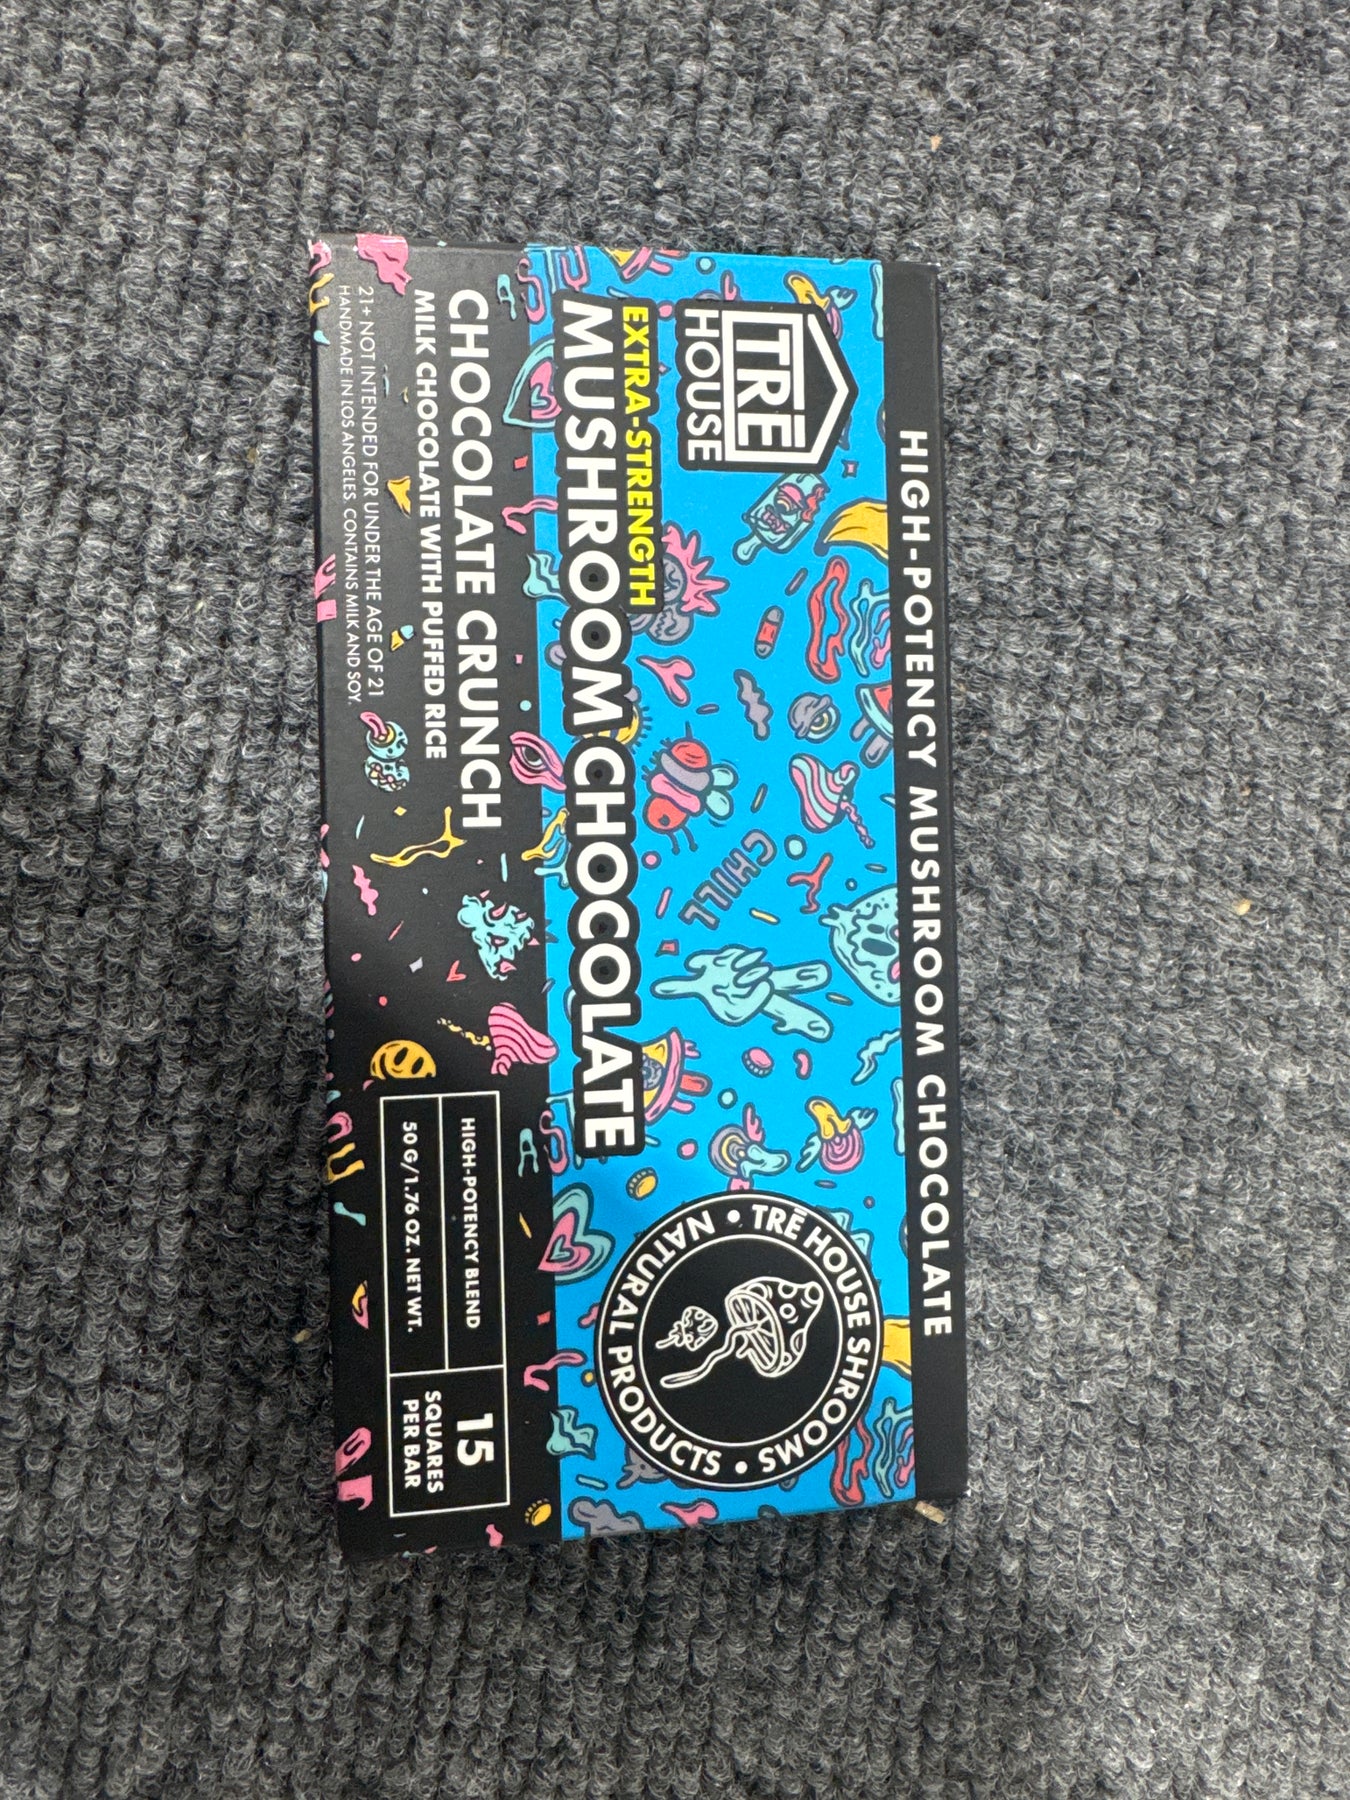 HIGH-POTENCY MUSHROOM CHOCOLATE
TRĒ
HOUSE
CHILL
EXTRA-STRENGTH
MUSHROOM CHOCOLATE
TRĒ HOUSE SHROOMS • NATURAL PRODUCTS •
CHOCOLATE CRUNCH
MILK CHOCOLATE WITH PUFFED RICE
21+ NOT INTENDED FOR UNDER THE AGE OF 21
HANDMADE IN LOS ANGELES. CONTAINS MILK AND SOY.
HIGH-POTENCY BLEND
50 G/1.76 OZ. NET WT.
15
SQUARES
PER BAR